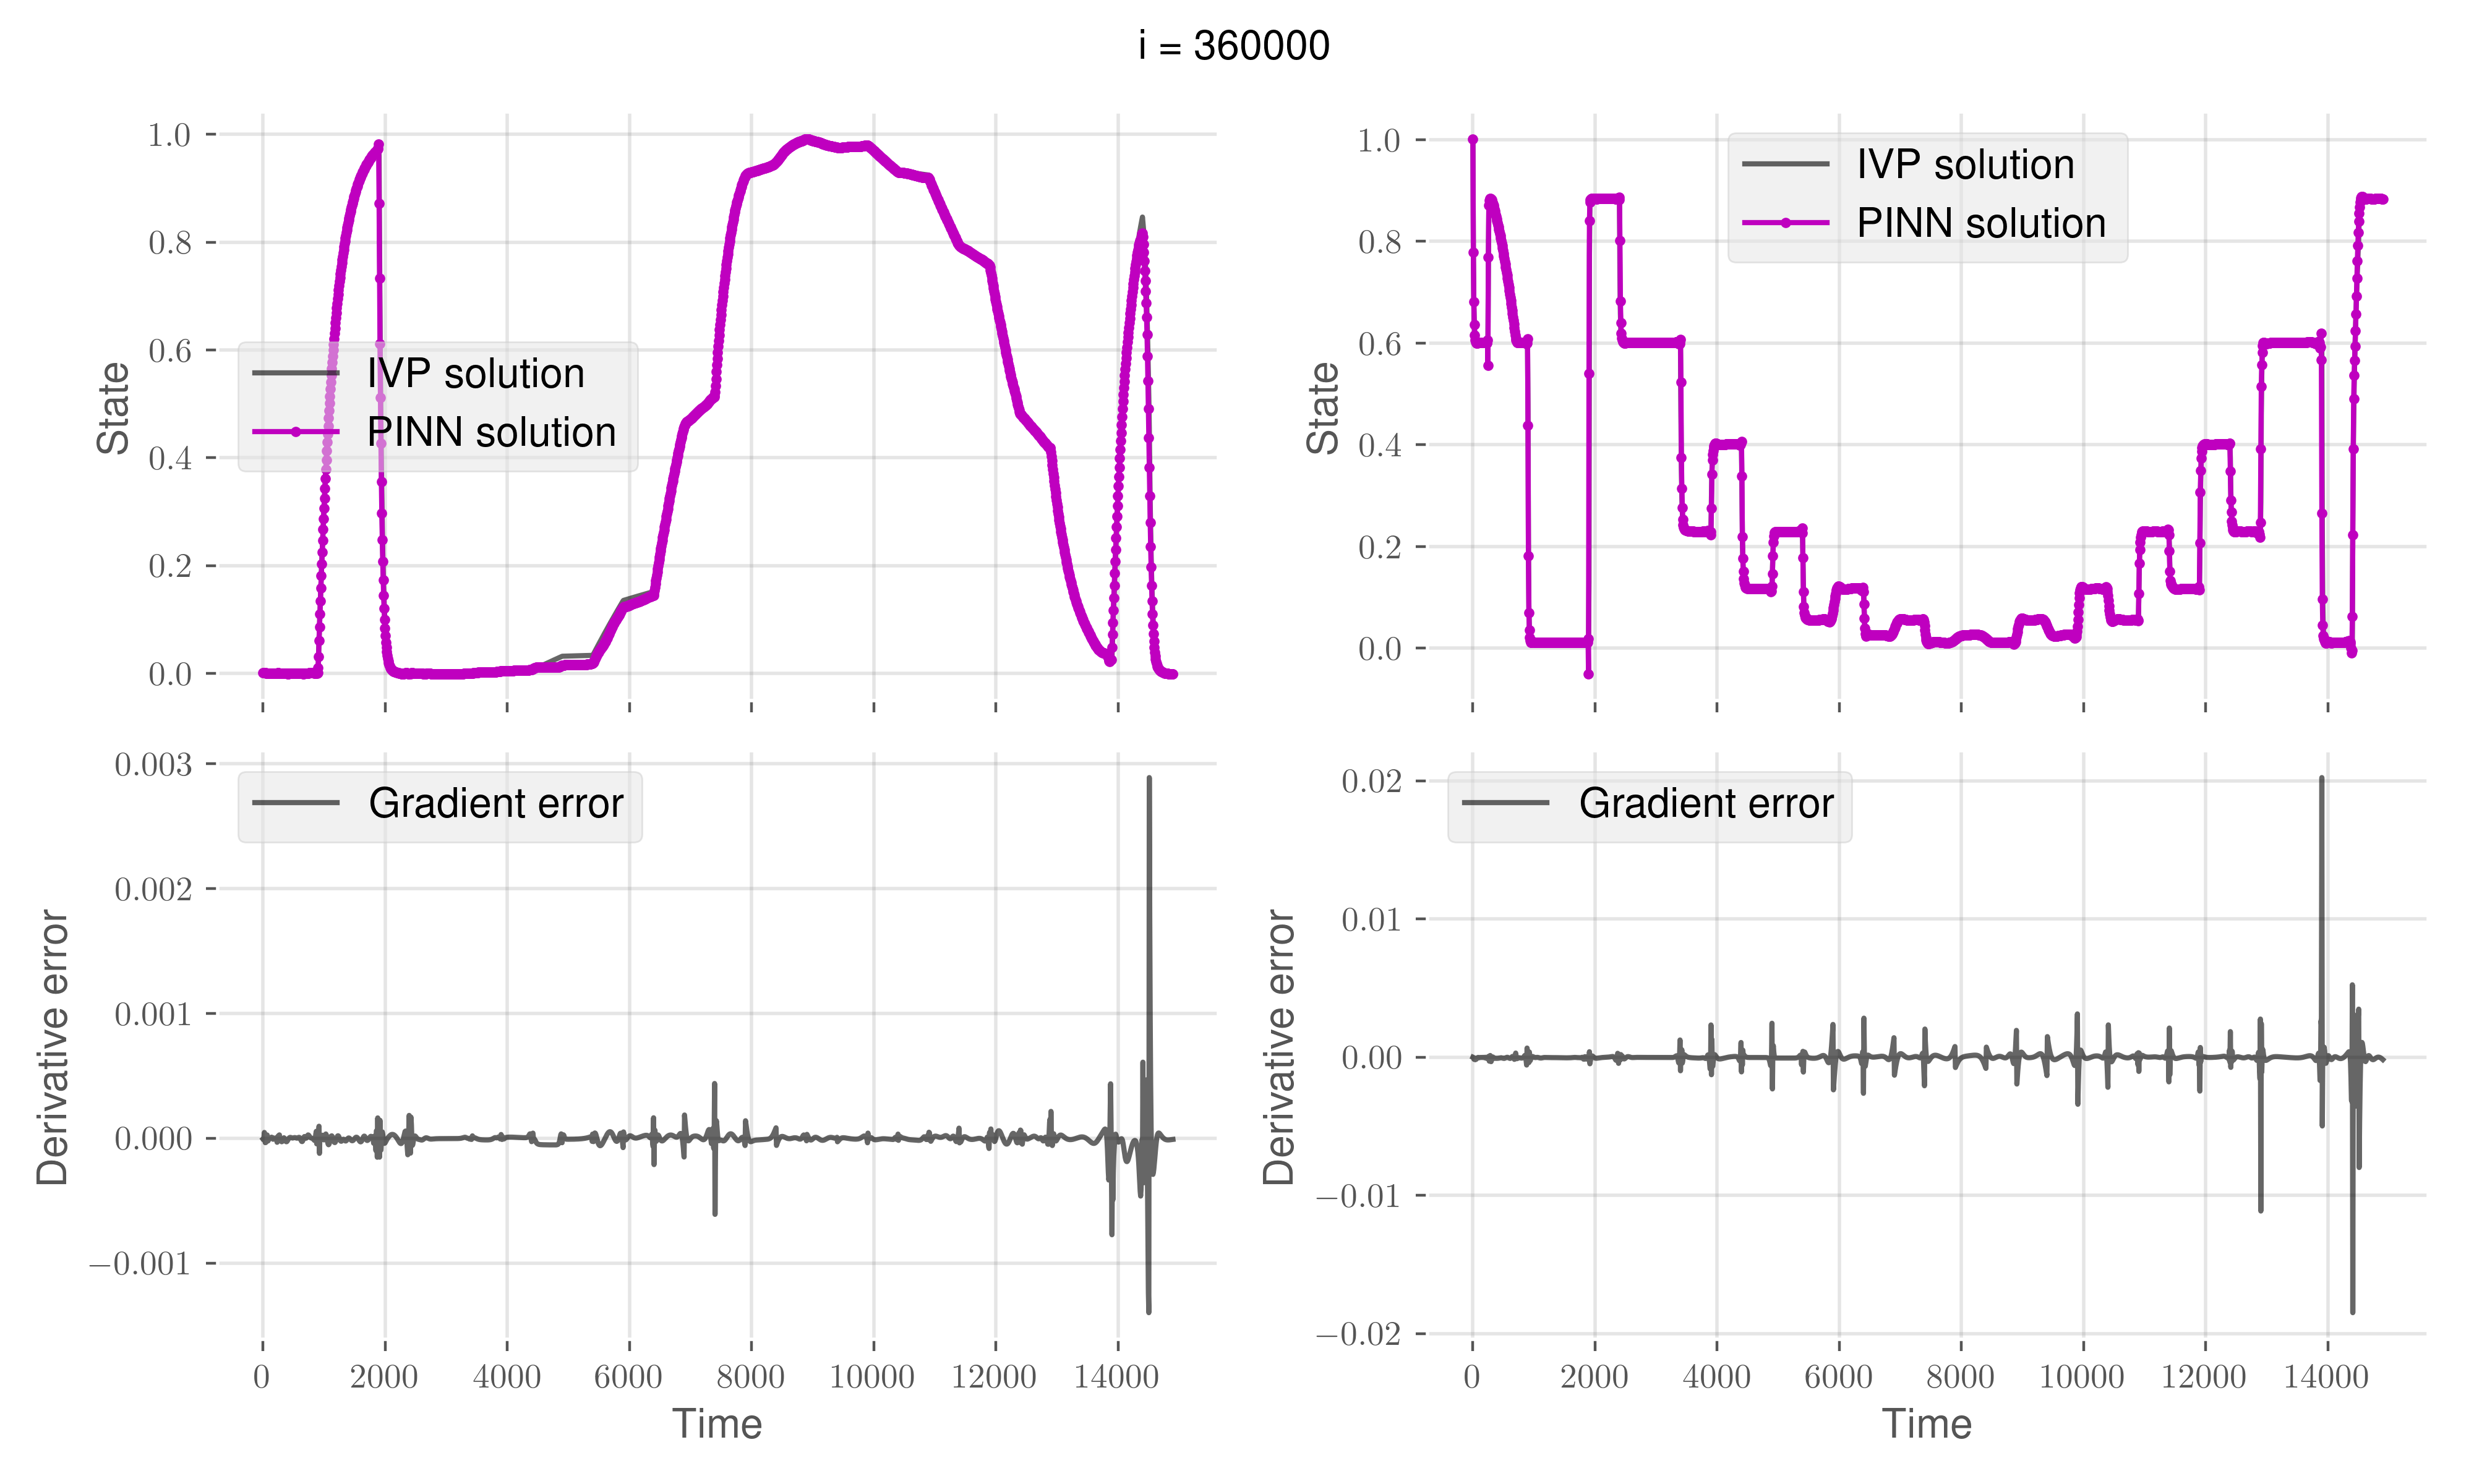 i = 360000
1.0
0.8
0.6
0.4
0.2
0.0
State
IVP solution
PINN solution
1.0
0.8
0.6
0.4
0.2
0.0
State
IVP solution
PINN solution
0.003
0.002
0.001
0.000
−0.001
Derivative error
Gradient error
0 2000 4000 6000 8000 10000 12000 14000
Time
0.02
0.01
0.00
−0.01
−0.02
Derivative error
Gradient error
0 2000 4000 6000 8000 10000 12000 14000
Time